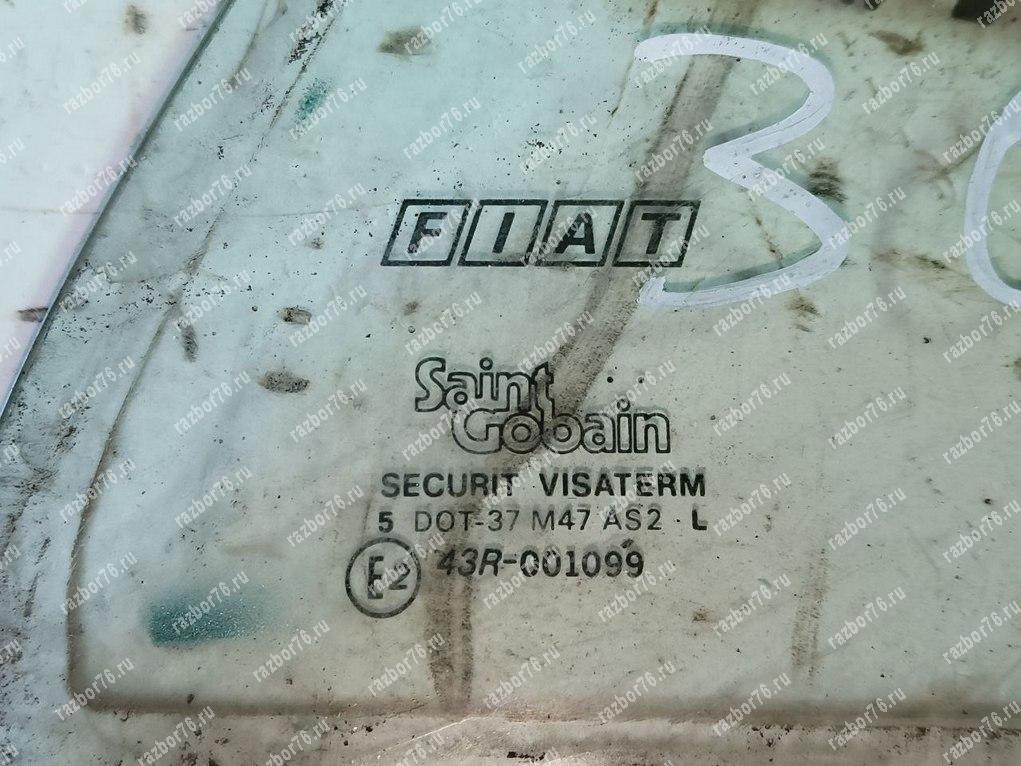 FIAT
3
Saint
Gobain
SECURIT VISATERM
5 DOT-37 M47 AS2 · L
E2 43R-001099
razbor76.ru